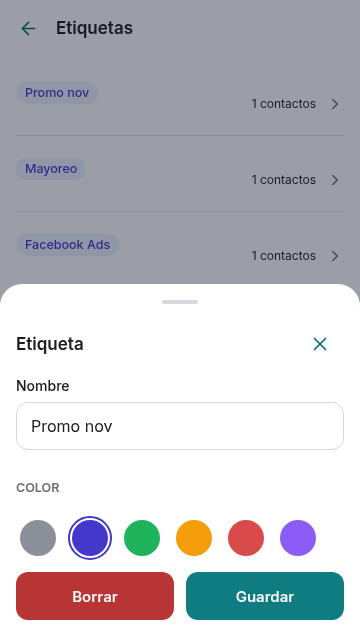 Etiquetas
Promo nov
1 contactos
Mayoreo
1 contactos
Facebook Ads
1 contactos
Etiqueta
Nombre
Promo nov
COLOR
Borrar
Guardar